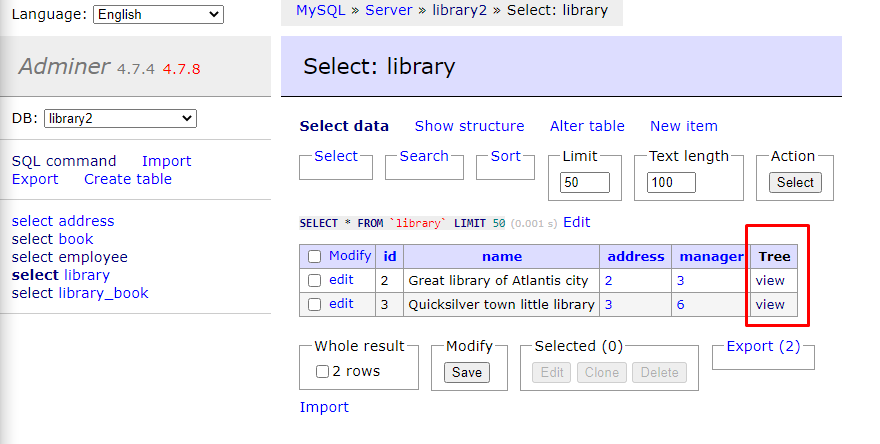 Language: English
MySQL » Server » library2 » Select: library
Adminer 4.7.4 4.7.8
Select: library
DB: library2
Select data Show structure Alter table New item
SQL command Import
Export Create table
Select Search Sort Limit Text length Action
50 100 Select
select address
select book
select employee
select library
select library_book
SELECT * FROM `library` LIMIT 50 (0.001 s) Edit
Modify id name address manager Tree
edit 2 Great library of Atlantis city 2 3 view
edit 3 Quicksilver town little library 3 6 view
Whole result Modify Selected (0) Export (2)
2 rows Save Edit Clone Delete
Import